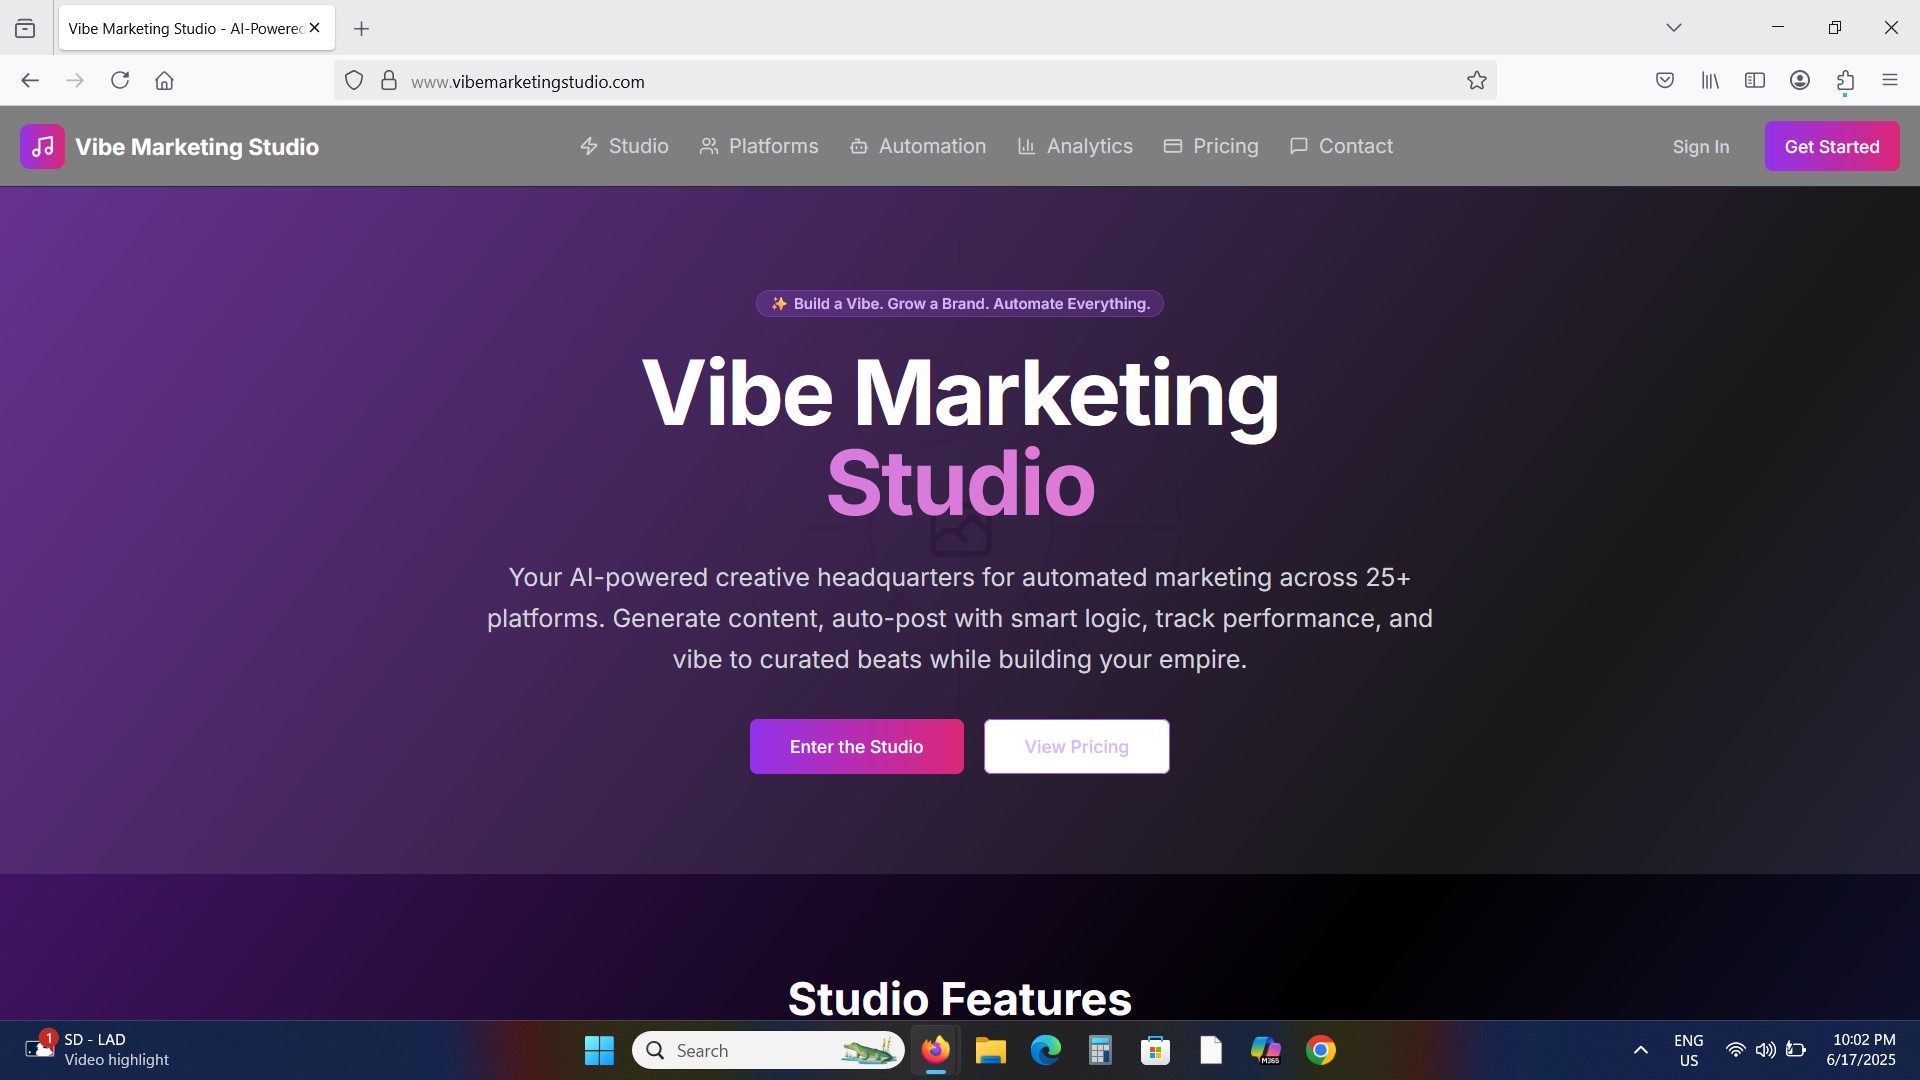 Vibe Marketing Studio - AI-Powered
www.vibemarketingstudio.com
Vibe Marketing Studio
Studio
Platforms
Automation
Analytics
Pricing
Contact
Sign In
Get Started
✨ Build a Vibe. Grow a Brand. Automate Everything.
Vibe Marketing
Studio
Your AI-powered creative headquarters for automated marketing across 25+
platforms. Generate content, auto-post with smart logic, track performance, and
vibe to curated beats while building your empire.
Enter the Studio
View Pricing
Studio Features
1
SD - LAD
Video highlight
Search
M365
ENG
US
10:02 PM
6/17/2025